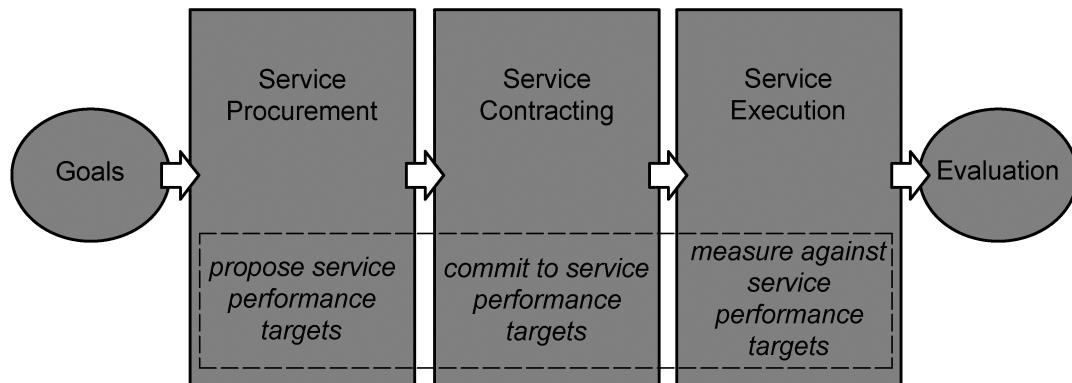 Goals
Service
Procurement
propose service
performance
targets
Service
Contracting
commit to service
performance
targets
Service
Execution
measure against
service
performance
targets
Evaluation